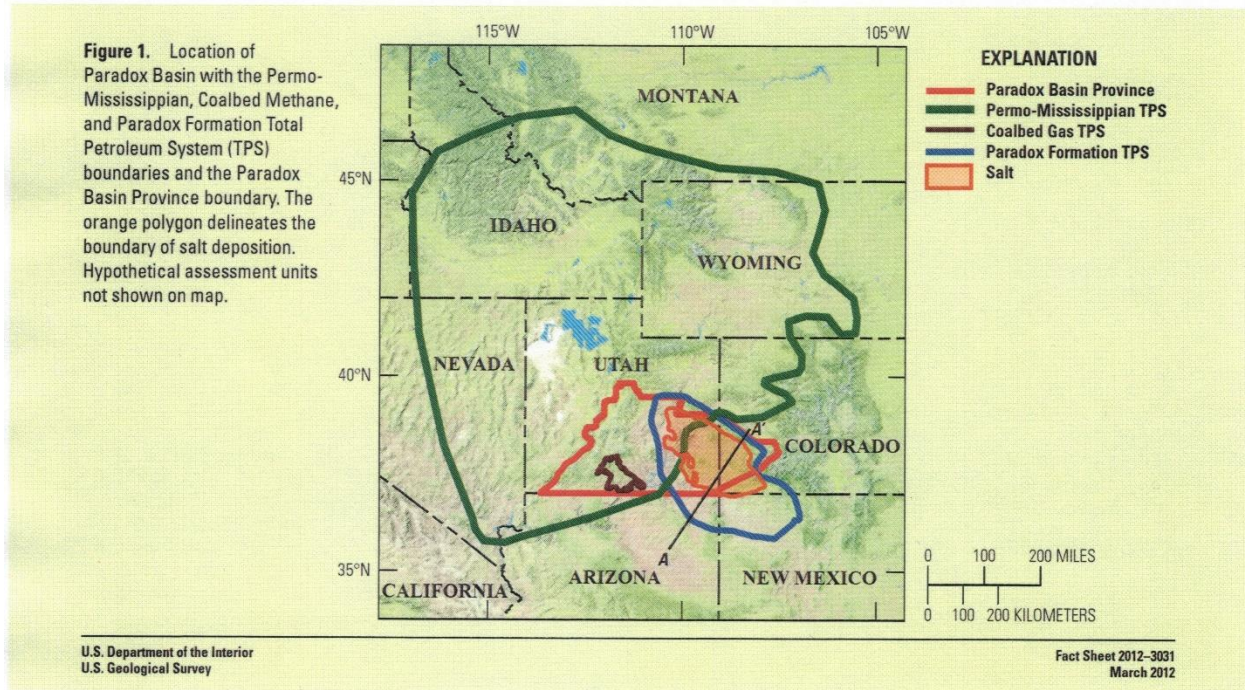 Figure 1. Location of
Paradox Basin with the Permo-
Mississippian, Coalbed Methane,
and Paradox Formation Total
Petroleum System (TPS)
boundaries and the Paradox
Basin Province boundary. The
orange polygon delineates the
boundary of salt deposition.
Hypothetical assessment units
not shown on map.
115°W
110°W
105°W
45°N
40°N
35°N
MONTANA
IDAHO
WYOMING
NEVADA
UTAH
COLORADO
CALIFORNIA
ARIZONA
NEW MEXICO
A'
A
EXPLANATION
Paradox Basin Province
Permo-Mississippian TPS
Coalbed Gas TPS
Paradox Formation TPS
Salt
0 100 200 MILES
0 100 200 KILOMETERS
U.S. Department of the Interior
U.S. Geological Survey
Fact Sheet 2012–3031
March 2012